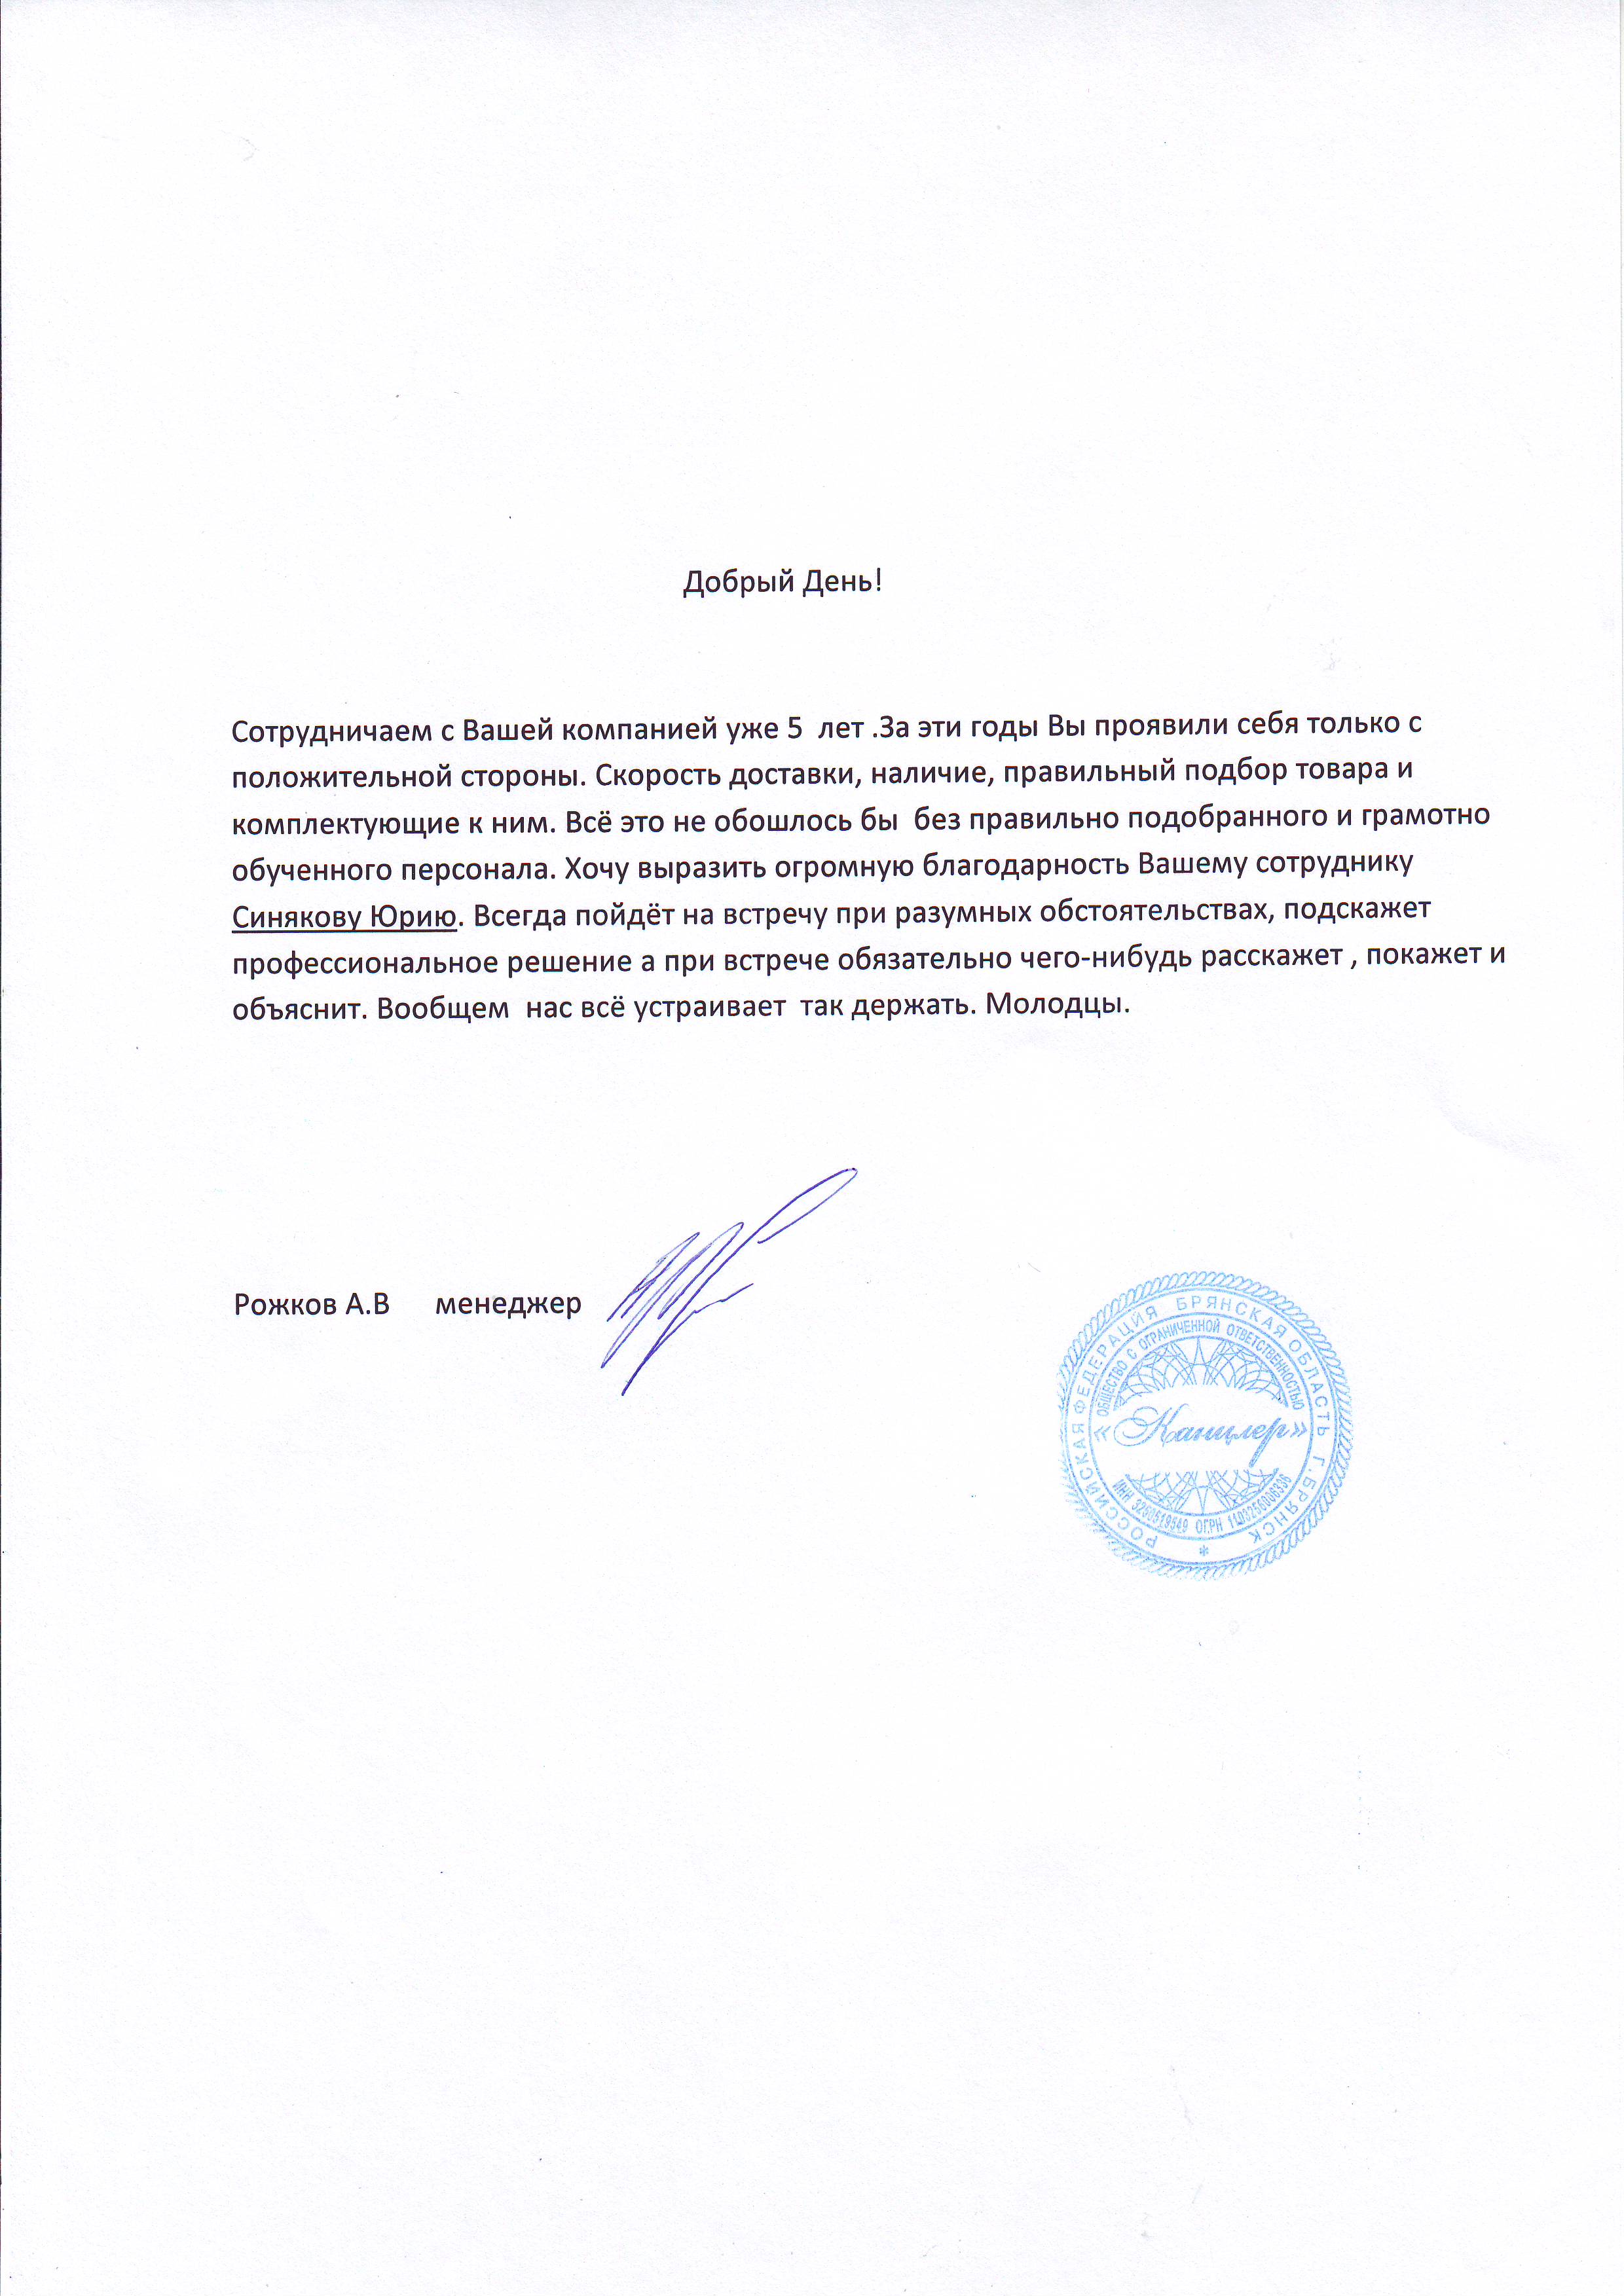 Добрый День!
Сотрудничаем с Вашей компанией уже 5  лет .За эти годы Вы проявили себя только с
положительной стороны. Скорость доставки, наличие, правильный подбор товара и
комплектующие к ним. Всё это не обошлось бы  без правильно подобранного и грамотно
обученного персонала. Хочу выразить огромную благодарность Вашему сотруднику
Синякову Юрию. Всегда пойдёт на встречу при разумных обстоятельствах, подскажет
профессиональное решение а при встрече обязательно чего-нибудь расскажет , покажет и
объяснит. Вообщем  нас всё устраивает  так держать. Молодцы.
Рожков А.В      менеджер
РОССИЙСКАЯ ФЕДЕРАЦИЯ БРЯНСКАЯ ОБЛАСТЬ Г. БРЯНСК
ОБЩЕСТВО С ОГРАНИЧЕННОЙ ОТВЕТСТВЕННОСТЬЮ
«Канцлер»
ИНН ОГРН
*